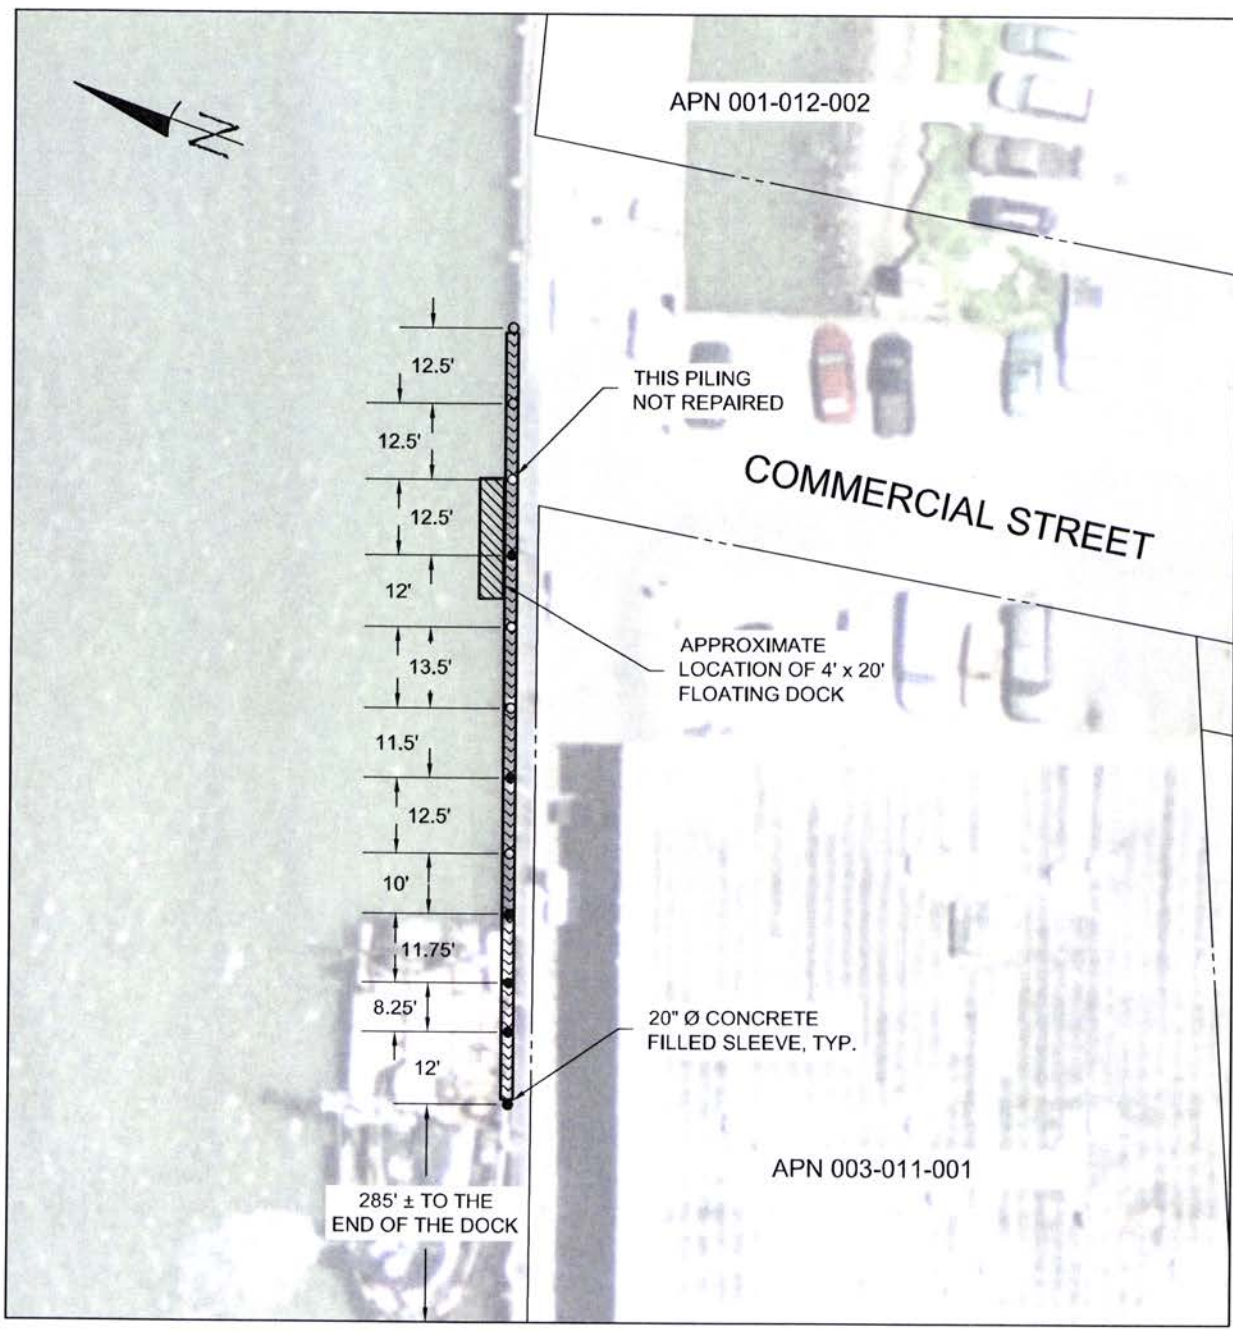 APN 001-012-002
N
12.5'
THIS PILING
NOT REPAIRED
12.5'
COMMERCIAL STREET
12.5'
12'
APPROXIMATE
LOCATION OF 4' x 20'
FLOATING DOCK
13.5'
11.5'
12.5'
10'
11.75'
8.25'
20" Ø CONCRETE
FILLED SLEEVE, TYP.
12'
APN 003-011-001
285' ± TO THE
END OF THE DOCK